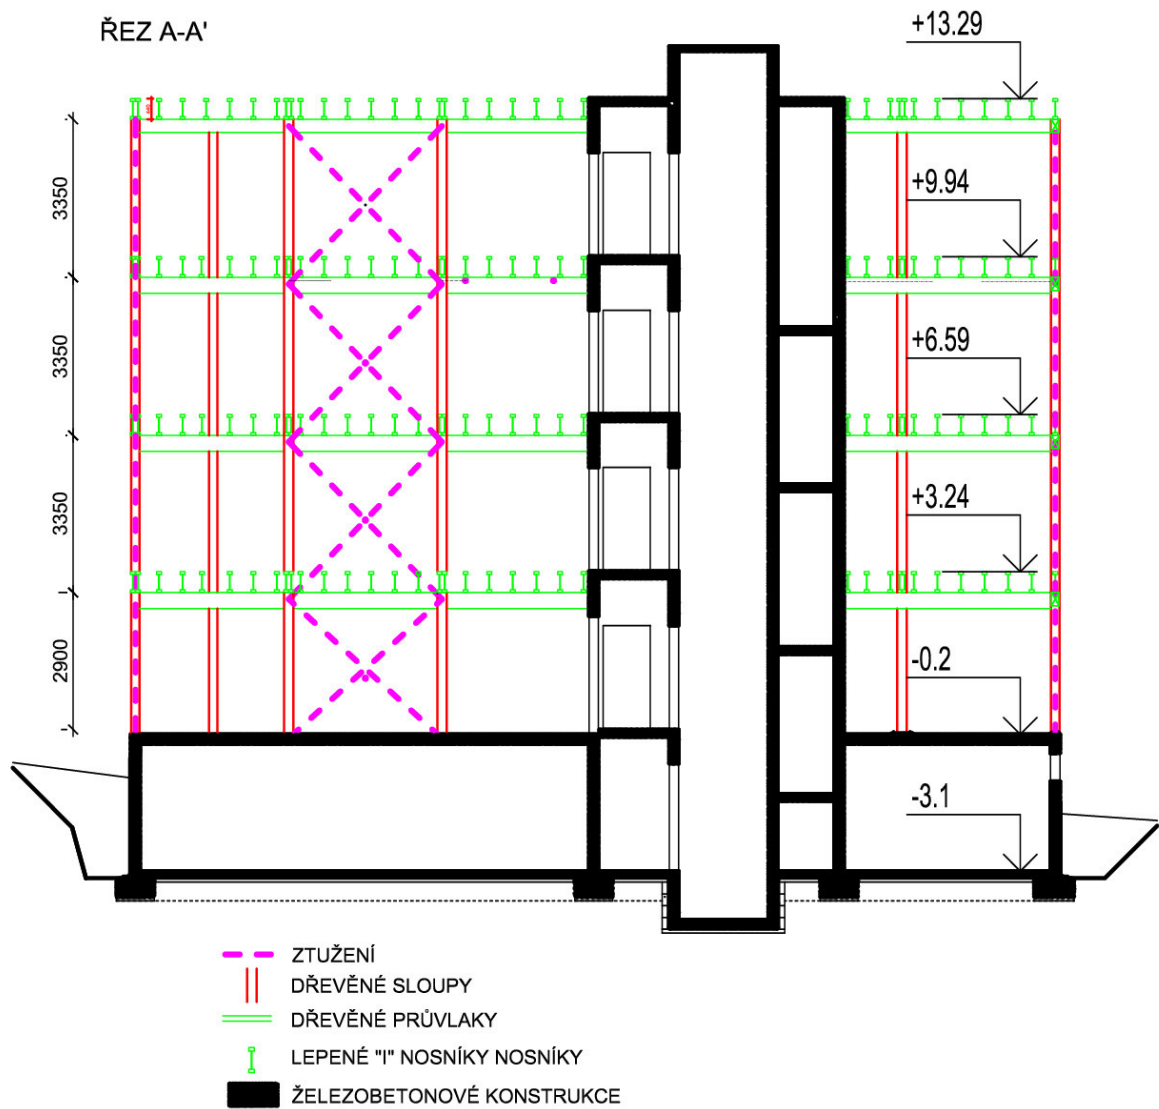 ŘEZ A-A'
+13.29
+9.94
+6.59
+3.24
-0.2
-3.1
3350
3350
3350
2900
ZTUŽENÍ
DŘEVĚNÉ SLOUPY
DŘEVĚNÉ PRŮVLAKY
LEPENÉ "I" NOSNÍKY NOSNÍKY
ŽELEZOBETONOVÉ KONSTRUKCE